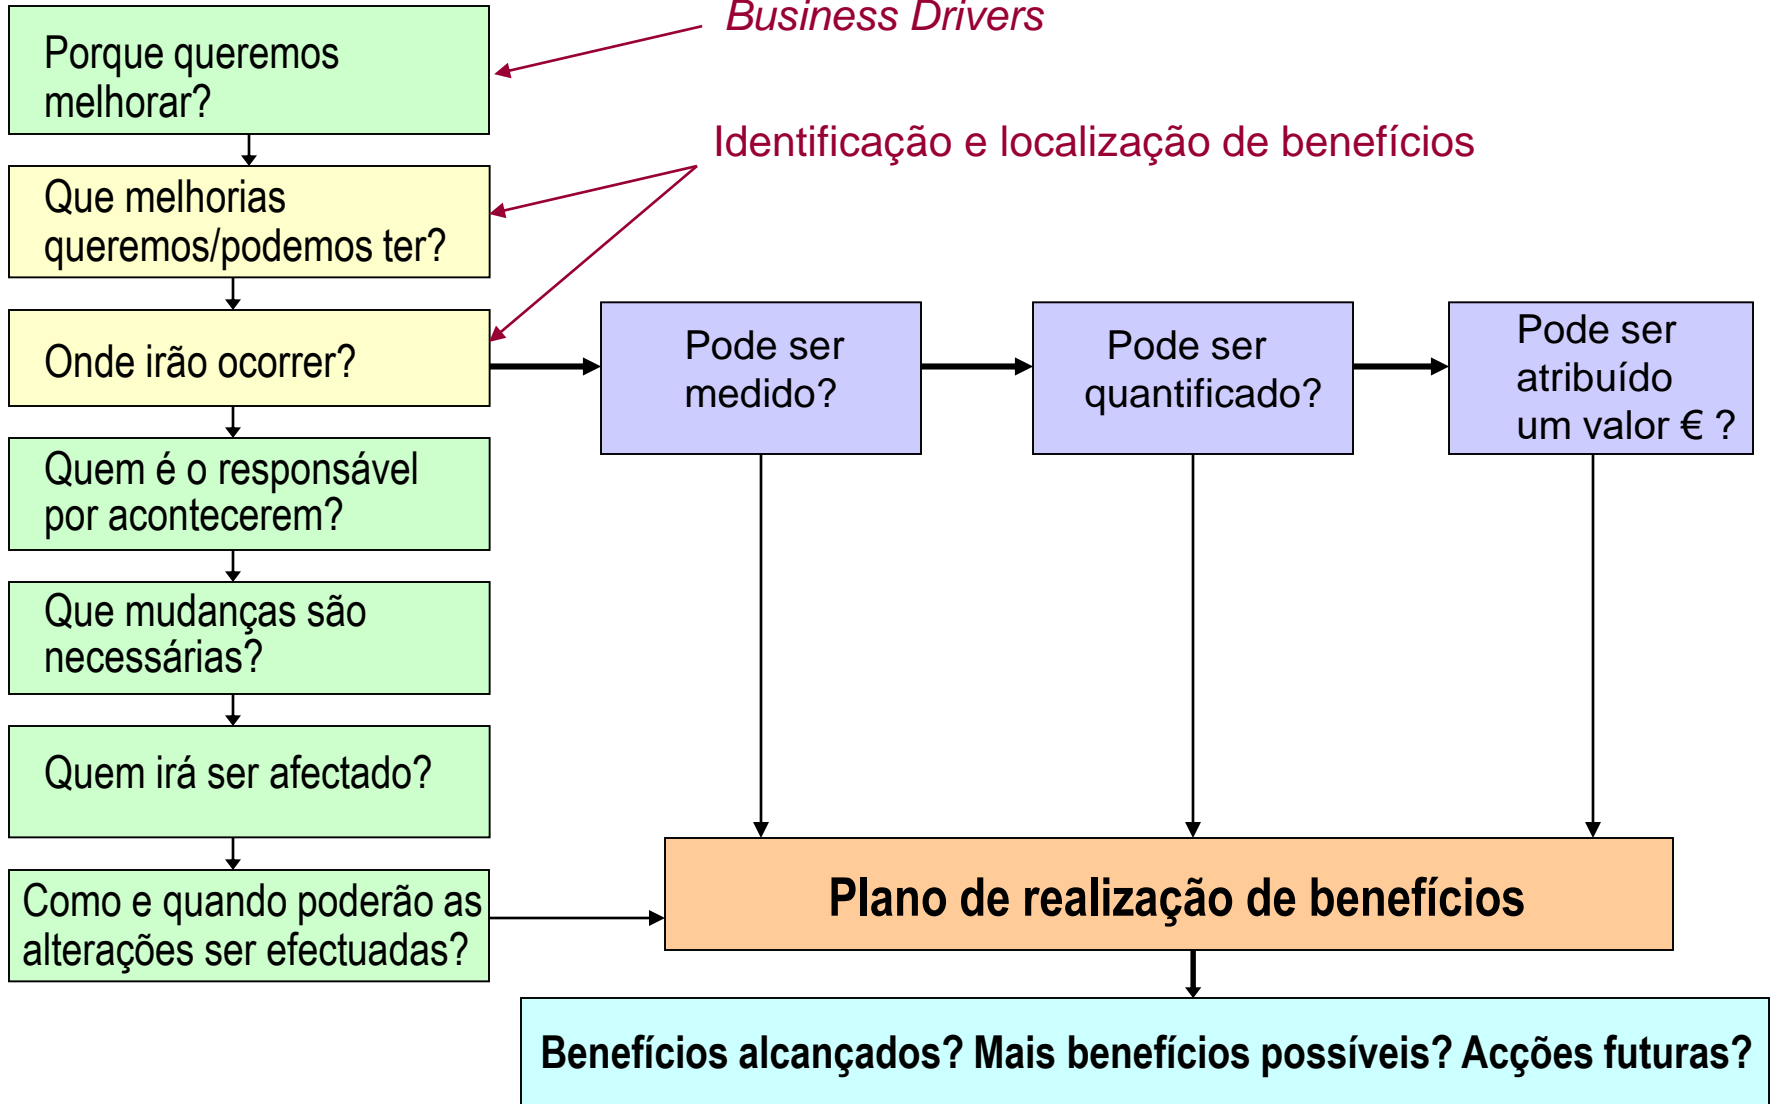 Business Drivers
Porque queremos
melhorar?
Identificação e localização de benefícios
Que melhorias
queremos/podemos ter?
Onde irão ocorrer?
Pode ser
medido?
Pode ser
quantificado?
Pode ser
atribuído
um valor € ?
Quem é o responsável
por acontecerem?
Que mudanças são
necessárias?
Quem irá ser afectado?
Como e quando poderão as
alterações ser efectuadas?
Plano de realização de benefícios
Benefícios alcançados? Mais benefícios possíveis? Acções futuras?